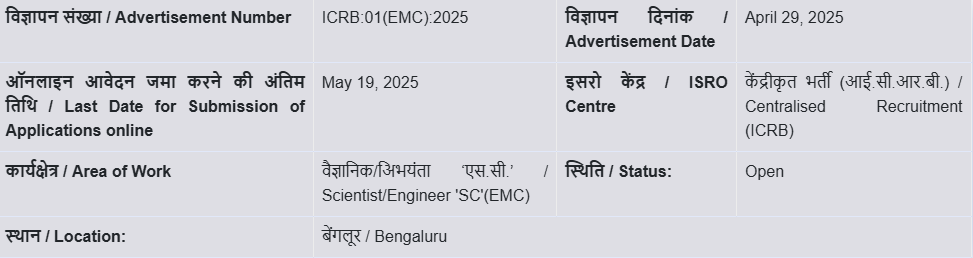 विज्ञापन संख्या / Advertisement Number
ICRB:01(EMC):2025
विज्ञापन दिनांक /
Advertisement Date
April 29, 2025
ऑनलाइन आवेदन जमा करने की अंतिम
तिथि / Last Date for Submission of
Applications online
May 19, 2025
इसरो केंद्र / ISRO
Centre
केंद्रीकृत भर्ती (आई.सी.आर.बी.) /
Centralised Recruitment
(ICRB)
कार्यक्षेत्र / Area of Work
वैज्ञानिक/अभियंता 'एस.सी.' /
Scientist/Engineer 'SC'(EMC)
स्थिति / Status:
Open
स्थान / Location:
बेंगलूर / Bengaluru